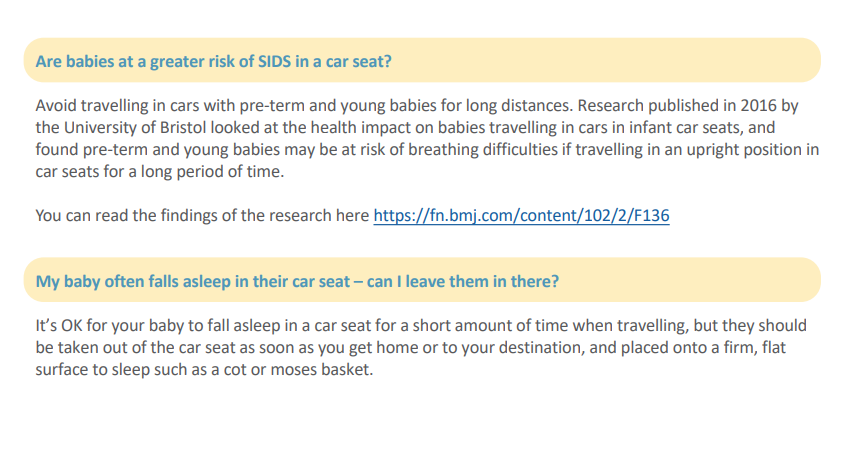 Are babies at a greater risk of SIDS in a car seat?
Avoid travelling in cars with pre-term and young babies for long distances. Research published in 2016 by
the University of Bristol looked at the health impact on babies travelling in cars in infant car seats, and
found pre-term and young babies may be at risk of breathing difficulties if travelling in an upright position in
car seats for a long period of time.
You can read the findings of the research here https://fn.bmj.com/content/102/2/F136
My baby often falls asleep in their car seat – can I leave them in there?
It’s OK for your baby to fall asleep in a car seat for a short amount of time when travelling, but they should
be taken out of the car seat as soon as you get home or to your destination, and placed onto a firm, flat
surface to sleep such as a cot or moses basket.